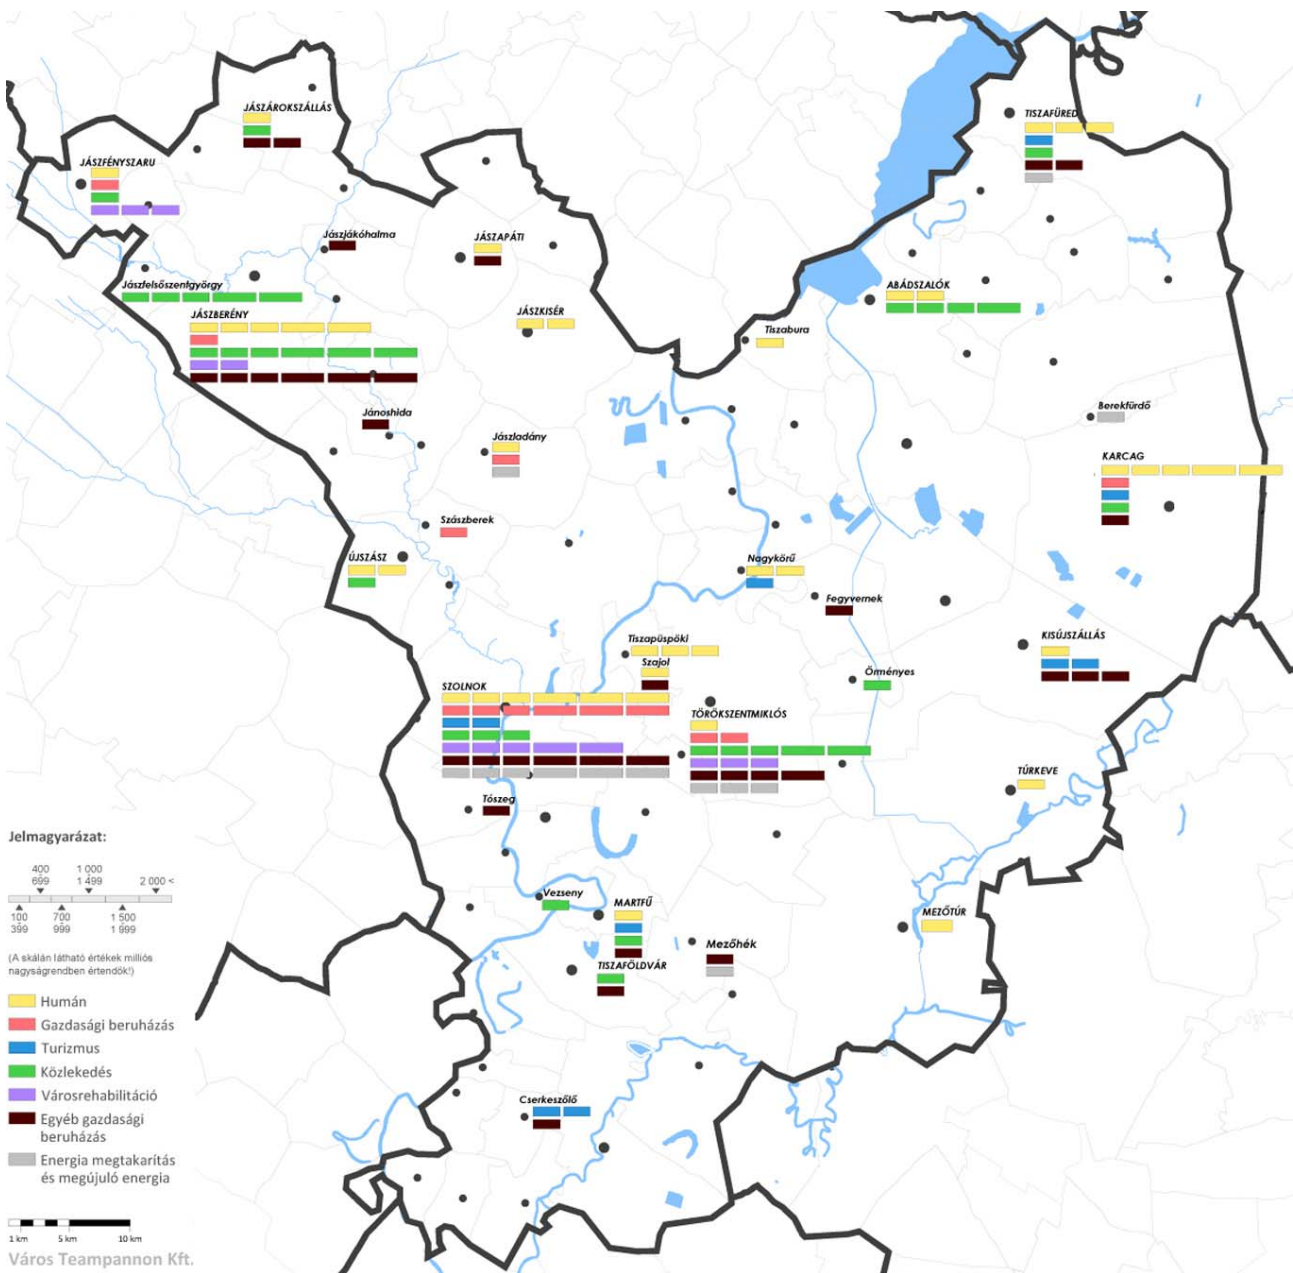 JÁSZÁROKSZÁLLÁS
TISZAFÜRED
JÁSZFÉNYSZARU
Jászjákóhalma
JÁSZAPÁTI
Jászfelsőszentgyörgy
ABÁDSZALÓK
JÁSZKISÉR
JÁSZBERÉNY
Tiszabura
Berekfürdő
Jánoshida
Jászladány
KARCAG
Szászberek
ÚJSZÁSZ
Nagykörű
Fegyvernek
Tiszapüspöki
KISÚJSZÁLLÁS
Szajol
Örményes
SZOLNOK
TÖRÖKSZENTMIKLÓS
TÚRKEVE
Tószeg
Vezseny
MARTFŰ
MEZŐTÚR
Mezőhék
TISZAFÖLDVÁR
Cserkeszőlő
Jelmagyarázat:
400 1 000
699 1 499 2 000 <
100 700 1 500
399 999 1 999
(A skálán látható értékek milliós
nagyságrendben értendők!)
Humán
Gazdasági beruházás
Turizmus
Közlekedés
Városrehabilitáció
Egyéb gazdasági
beruházás
Energia megtakarítás
és megújuló energia
1 km 5 km 10 km
Város Teampannon Kft.